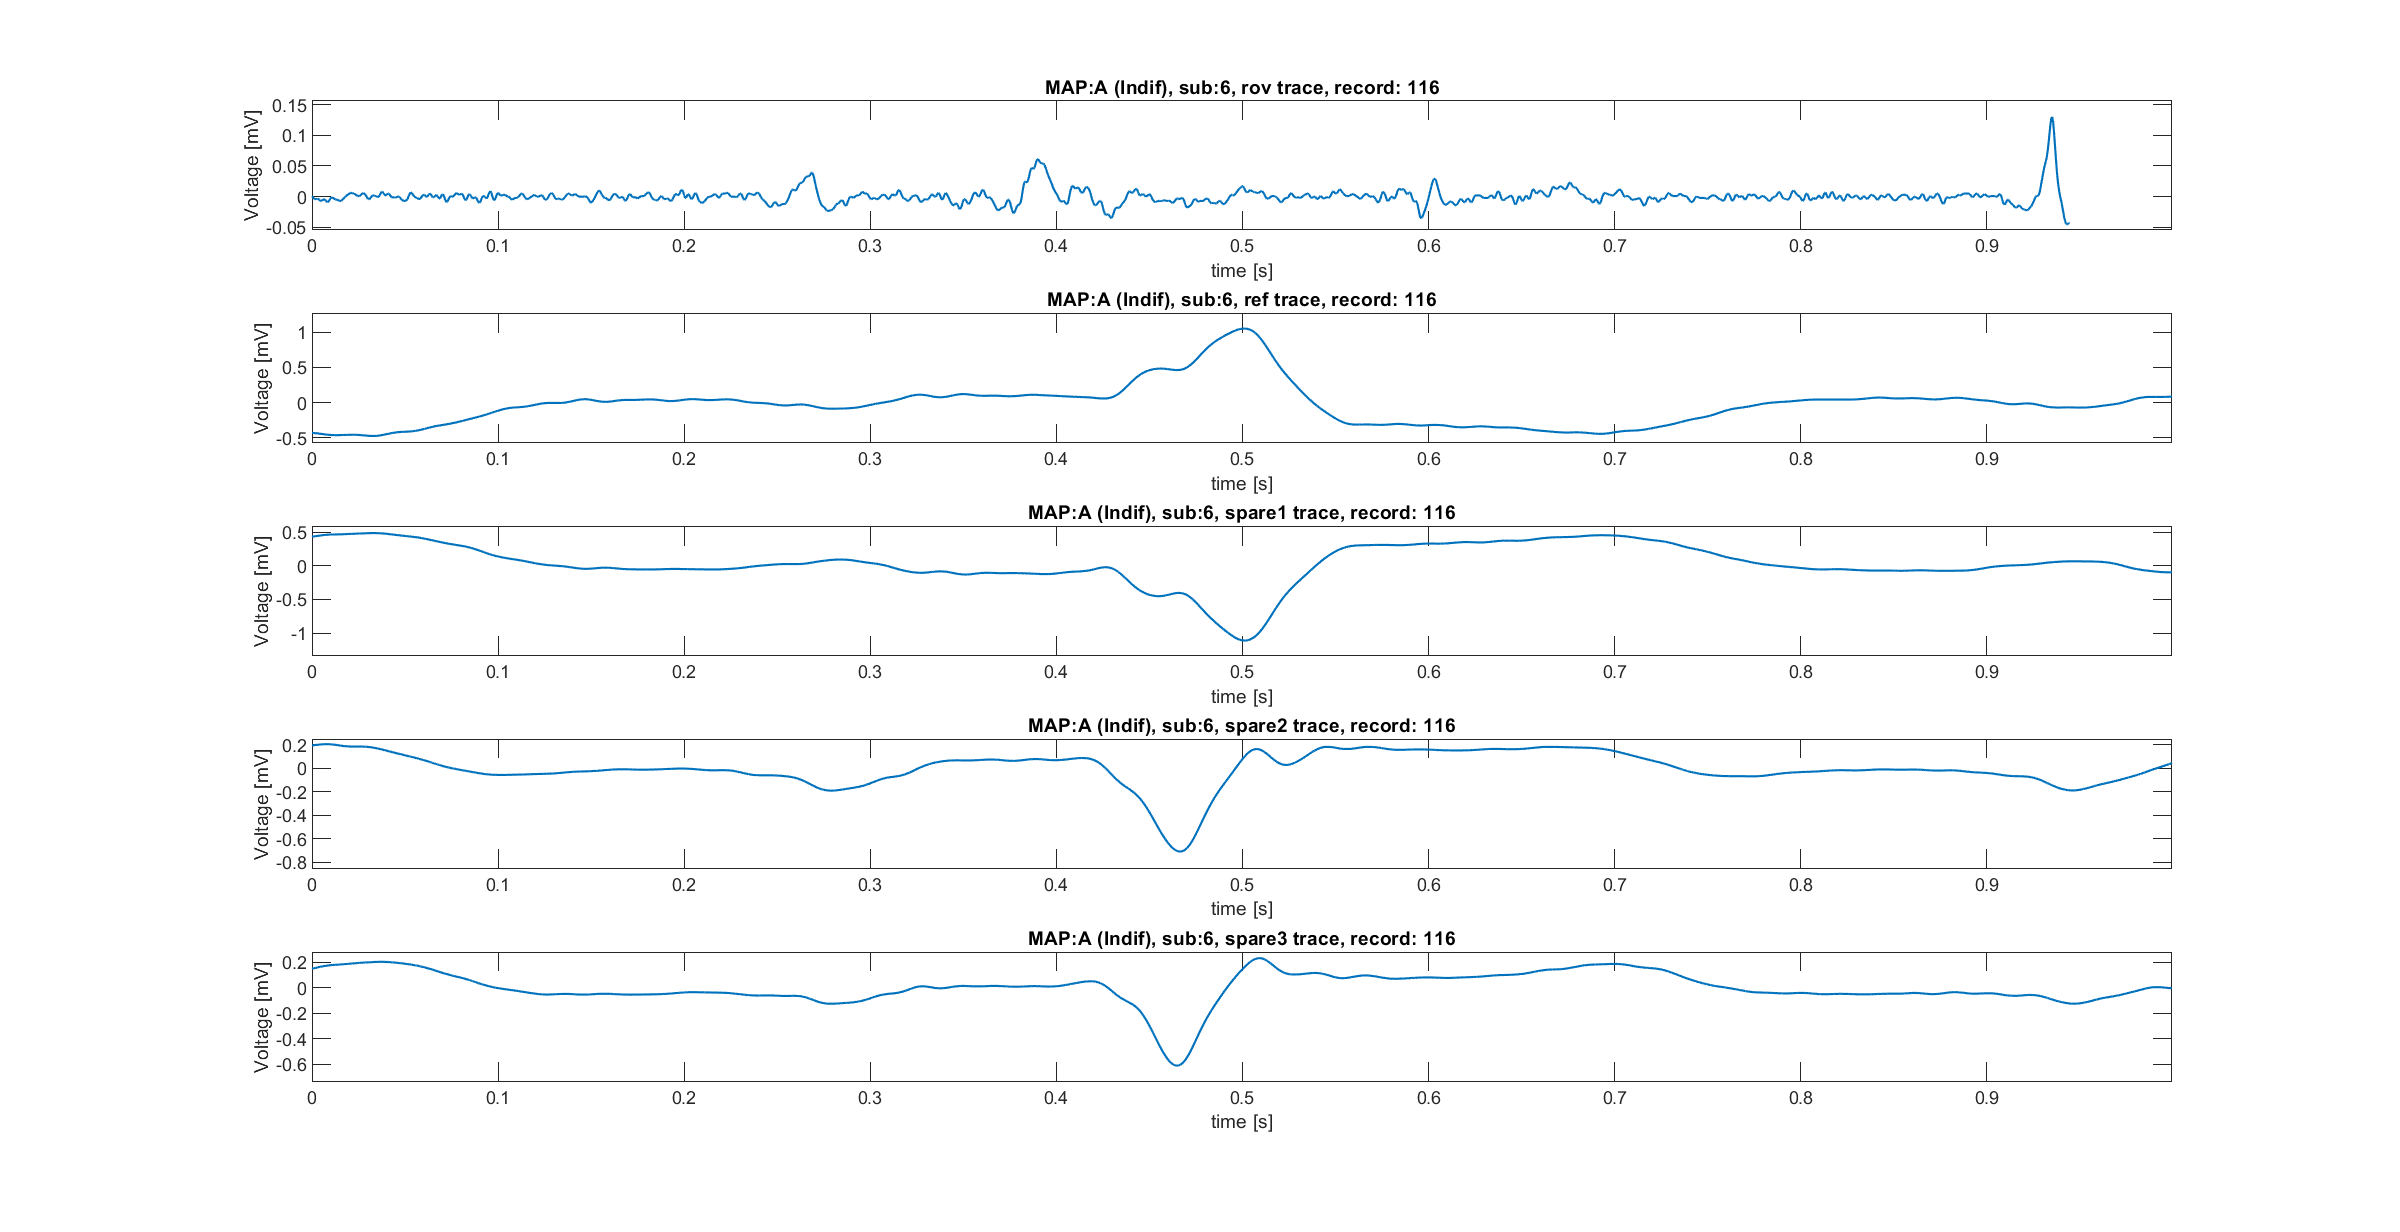 MAP:A (Indif), sub:6, rov trace, record: 116
Voltage [mV]
0.15
0.1
0.05
0
-0.05
0 0.1 0.2 0.3 0.4 0.5 0.6 0.7 0.8 0.9
time [s]
MAP:A (Indif), sub:6, ref trace, record: 116
Voltage [mV]
1
0.5
0
-0.5
0 0.1 0.2 0.3 0.4 0.5 0.6 0.7 0.8 0.9
time [s]
MAP:A (Indif), sub:6, spare1 trace, record: 116
Voltage [mV]
0.5
0
-0.5
-1
0 0.1 0.2 0.3 0.4 0.5 0.6 0.7 0.8 0.9
time [s]
MAP:A (Indif), sub:6, spare2 trace, record: 116
Voltage [mV]
0.2
0
-0.2
-0.4
-0.6
-0.8
0 0.1 0.2 0.3 0.4 0.5 0.6 0.7 0.8 0.9
time [s]
MAP:A (Indif), sub:6, spare3 trace, record: 116
Voltage [mV]
0.2
0
-0.2
-0.4
-0.6
0 0.1 0.2 0.3 0.4 0.5 0.6 0.7 0.8 0.9
time [s]